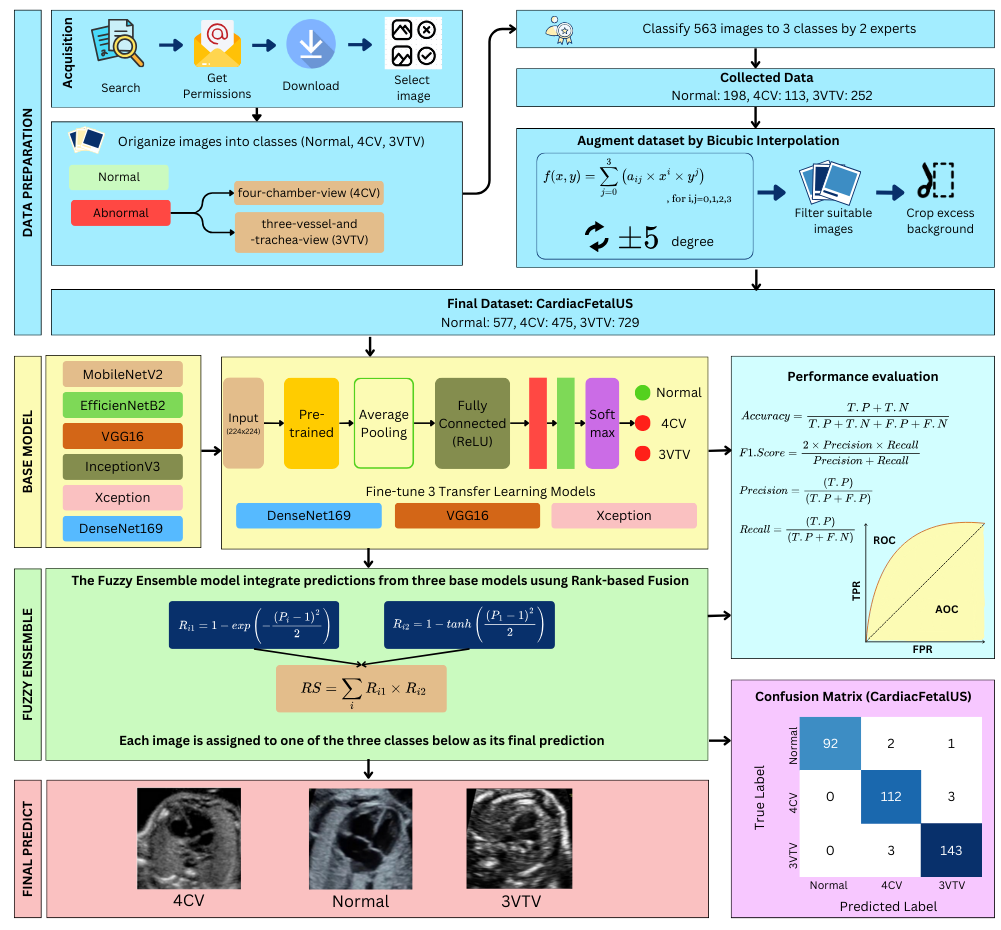 DATA PREPARATION
Acquisition
Search
Get
Permissions
Download
Select
image
Origanize images into classes (Normal, 4CV, 3VTV)
Normal
Abnormal
four-chamber-view (4CV)
three-vessel-and
-trachea-view (3VTV)
Classify 563 images to 3 classes by 2 experts
Collected Data
Normal: 198, 4CV: 113, 3VTV: 252
Augment dataset by Bicubic Interpolation
f(x, y) = \sum_{j=0}^{3} (a_{ij} × x^i × y^j)
, for i,j=0,1,2,3
±5 degree
Filter suitable
images
Crop excess
background
Final Dataset: CardiacFetalUS
Normal: 577, 4CV: 475, 3VTV: 729
BASE MODEL
MobileNetV2
EfficienNetB2
VGG16
InceptionV3
Xception
DenseNet169
Input
(224x224)
Pre-
trained
Average
Pooling
Fully
Connected
(ReLU)
Soft
max
Normal
4CV
3VTV
Fine-tune 3 Transfer Learning Models
DenseNet169
VGG16
Xception
Performance evaluation
Accuracy = \frac{T.P + T.N}{T.P + T.N + F.P + F.N}
F1.Score = \frac{2 × Precision × Recall}{Precision + Recall}
Precision = \frac{(T.P)}{(T.P + F.P)}
Recall = \frac{(T.P)}{(T.P + F.N)}
ROC
AOC
TPR
FPR
FUZZY ENSEMBLE
The Fuzzy Ensemble model integrate predictions from three base models usung Rank-based Fusion
R_{i1} = 1 - exp\left(-\frac{(P_i - 1)^2}{2}\right)
R_{i2} = 1 - tanh\left(\frac{(P_1 - 1)^2}{2}\right)
RS = \sum_i R_{i1} × R_{i2}
Each image is assigned to one of the three classes below as its final prediction
FINAL PREDICT
4CV
Normal
3VTV
Confusion Matrix (CardiacFetalUS)
True Label
Normal
92 2 1
4CV
0 112 3
3VTV
0 3 143
Normal 4CV 3VTV
Predicted Label